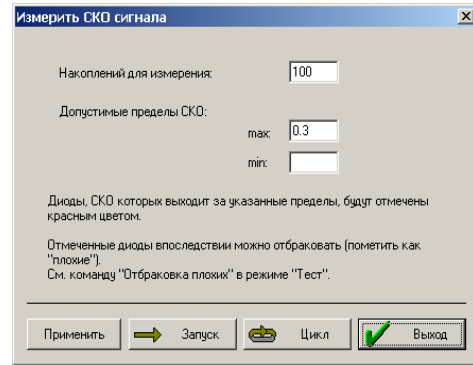 Измерить СКО сигнала
Накоплений для измерения: 100
Допустимые пределы СКО:
max: 0.3
min:
Диоды, СКО которых выходит за указанные пределы, будут отмечены
красным цветом.
Отмеченные диоды впоследствии можно отбраковать (пометить как
"плохие").
См. команду "Отбраковка плохих" в режиме "Тест".
Применить Запуск Цикл Выход